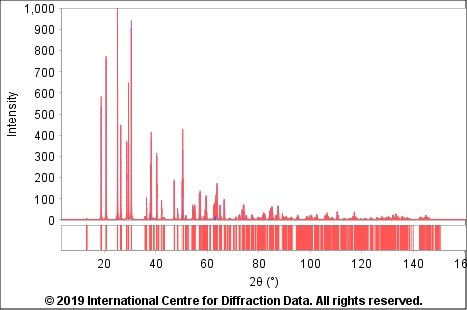 1,000
900
800
700
600
500
400
300
200
100
0
Intensity
20 40 60 80 100 120 140 16
2θ (°)
© 2019 International Centre for Diffraction Data. All rights reserved.